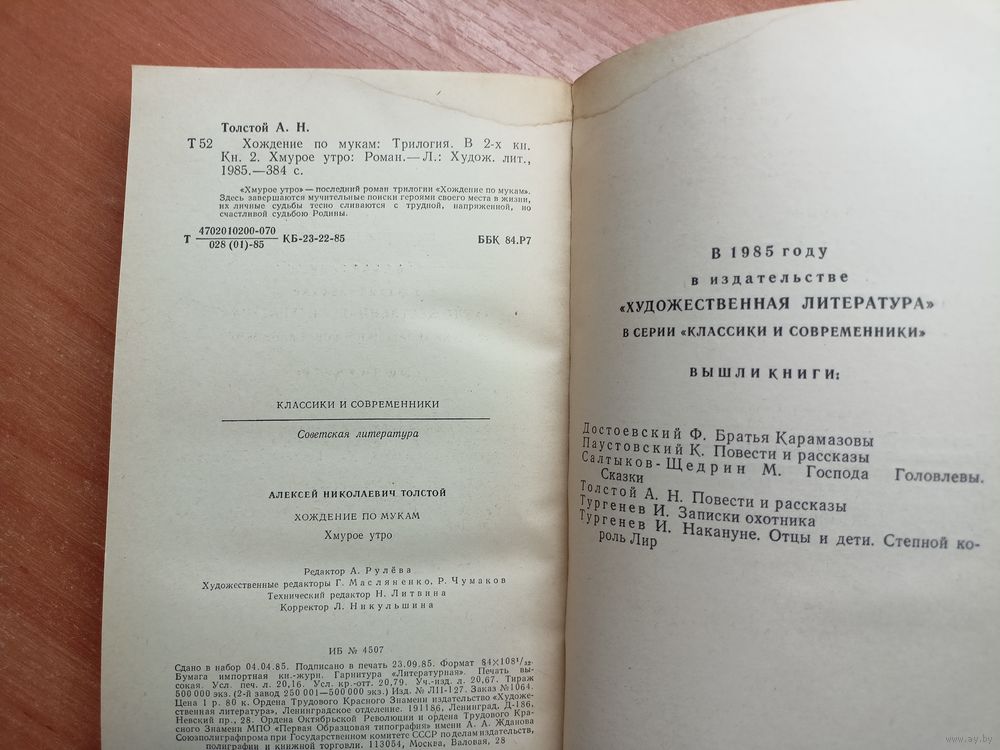 Толстой А. Н.
Т 52 Хождение по мукам: Трилогия. В 2-х кн.
Кн. 2. Хмурое утро: Роман.— Л.: Худож. лит.,
1985.—384 с.
«Хмурое утро» — последний роман трилогии «Хождение по мукам».
Здесь завершаются мучительные поиски героями своего места в жизни,
их личные судьбы тесно сливаются с трудной, напряженной, но
счастливой судьбою Родины.
Т 4702010200-070 КБ-23-22-85 ББК 84.Р7
028 (01)-85
КЛАССИКИ И СОВРЕМЕННИКИ
Советская литература
АЛЕКСЕЙ НИКОЛАЕВИЧ ТОЛСТОЙ
ХОЖДЕНИЕ ПО МУКАМ
Хмурое утро
Редактор А. Рулёва
Художественные редакторы Г. Масляненко, Р. Чумаков
Технический редактор Н. Литвина
Корректор Л. Никульшина
ИБ № 4507
Сдано в набор 04.04.85. Подписано в печать 23.09.85. Формат 84×108¹/₃₂.
Бумага импортная кн.-журн. Гарнитура «Литературная». Печать вы-
сокая. Усл. печ. л. 20,16. Усл. кр.-отт. 20,79. Уч.-изд. л. 20,67. Тираж
500 000 экз. (2-й завод 250 001—500 000 экз.) Изд. № ЛII-127. Заказ № 1064.
Цена 1 р. 80 к. Ордена Трудового Красного Знамени издательство «Художе-
ственная литература», Ленинградское отделение. 191186, Ленинград, Д-186,
Невский пр., 28. Ордена Октябрьской Революции и ордена Трудового Кра-
сного Знамени МПО «Первая Образцовая типография» имени А. А. Жданова
Союзполиграфпрома при Государственном комитете СССР по делам издательств,
полиграфии и книжной торговли. 113054, Москва, Валовая, 28
В 1985 году
в издательстве
«ХУДОЖЕСТВЕННАЯ ЛИТЕРАТУРА»
В СЕРИИ «КЛАССИКИ И СОВРЕМЕННИКИ»
ВЫШЛИ КНИГИ:
Достоевский Ф. Братья Карамазовы
Паустовский К. Повести и рассказы
Салтыков-Щедрин М. Господа Головлевы.
Сказки
Толстой А. Н. Повести и рассказы
Тургенев И. Записки охотника
Тургенев И. Накануне. Отцы и дети. Степной ко-
роль Лир
www.ay.by